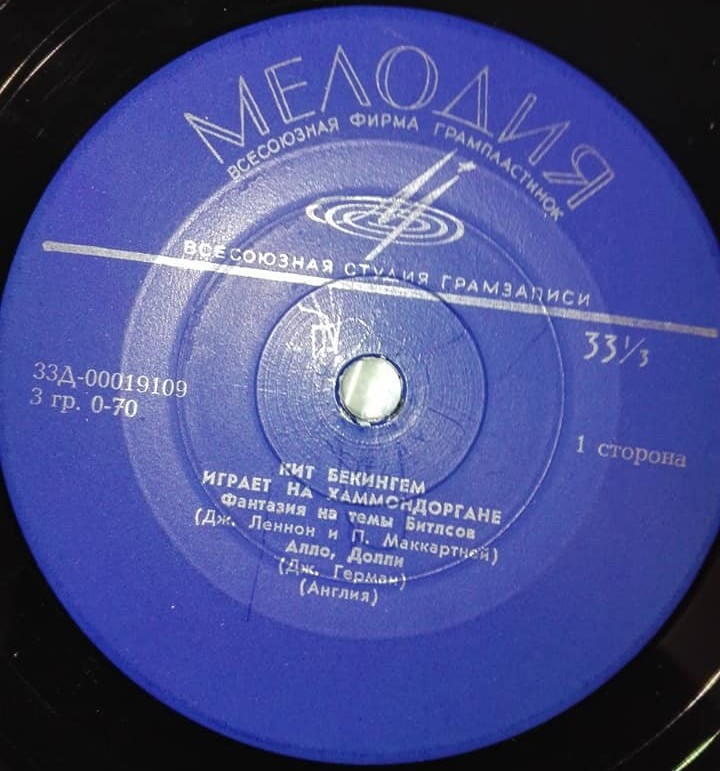 МЕЛОДИЯ
ВСЕСОЮЗНАЯ ФИРМА ГРАМПЛАСТИНОК
ВСЕСОЮЗНАЯ СТУДИЯ ГРАМЗАПИСИ
33⅓
33Д-00019109
3 гр. 0-70
1 сторона
КИТ БЕКИНГЕМ
ИГРАЕТ НА ХАММОНДОРГАНЕ
Фантазия на темы Битлсов
(Дж. Леннон и П. Маккартней)
Алло, Долли
(Дж. Герман)
(Англия)